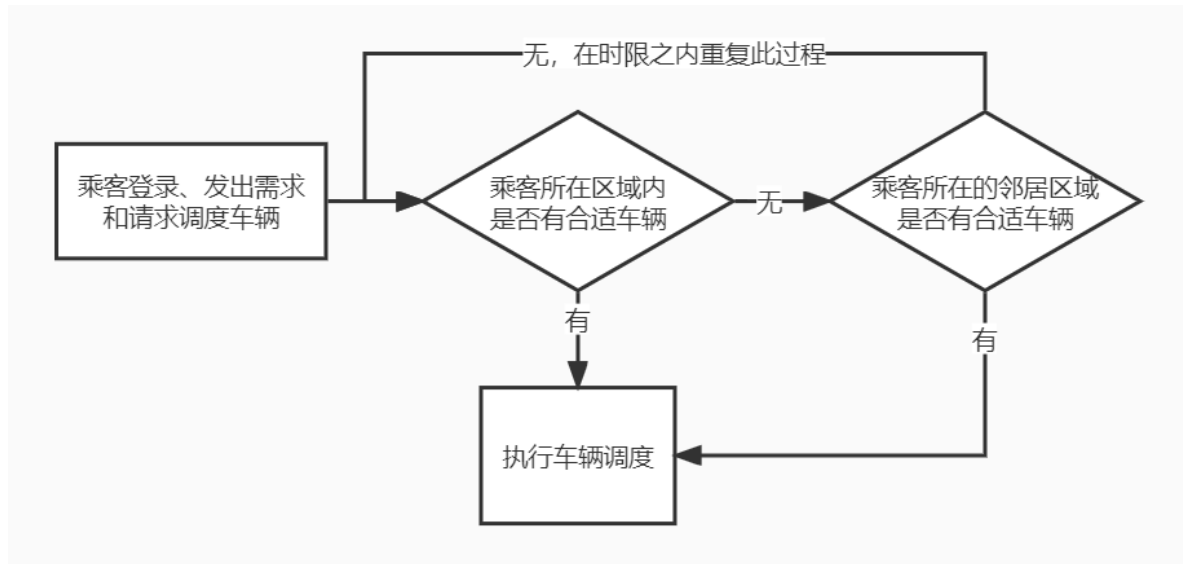 无，在时限之内重复此过程
乘客登录、发出需求
和请求调度车辆
乘客所在区域内
是否有合适车辆
无
乘客所在的邻居区域
是否有合适车辆
有
有
执行车辆调度